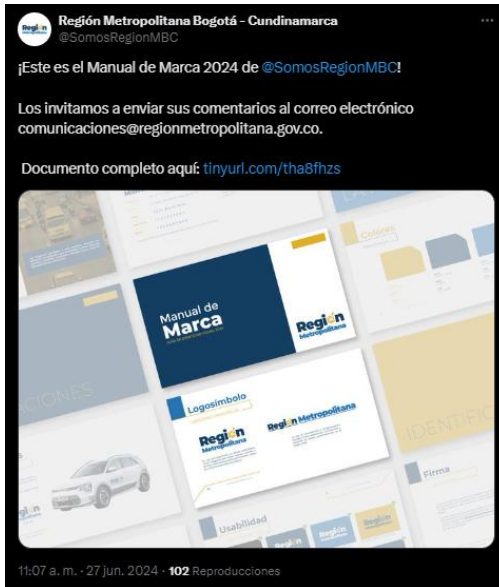 Región Metropolitana Bogotá - Cundinamarca
@SomosRegionMBC
¡Este es el Manual de Marca 2024 de @SomosRegionMBC!
Los invitamos a enviar sus comentarios al correo electrónico
comunicaciones@regionmetropolitana.gov.co.
Documento completo aquí: tinyurl.com/tha8fhzs
Colores
Manual de
Marca
Región
Metropolitana
Logosímbolo
Región
Metropolitana
Región Metropolitana
CIONES
IDENTIFIC
Firma
Usabilidad
11:07 a. m. · 27 jun. 2024 · 102 Reproducciones